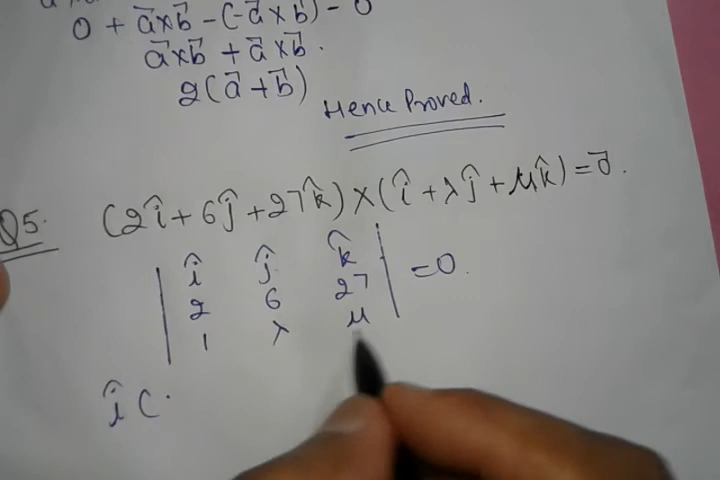 0 + a⃗×b⃗ - (-a⃗×b⃗) - 0
a⃗×b⃗ + a⃗×b⃗.
2(a⃗+b⃗)
Hence Proved.
Q5. (2î+6ĵ+27k̂)×(î+λĵ+μk̂)=0⃗.
| î ĵ k̂ |
| 2 6 27 | =0.
| 1 λ μ |
î (